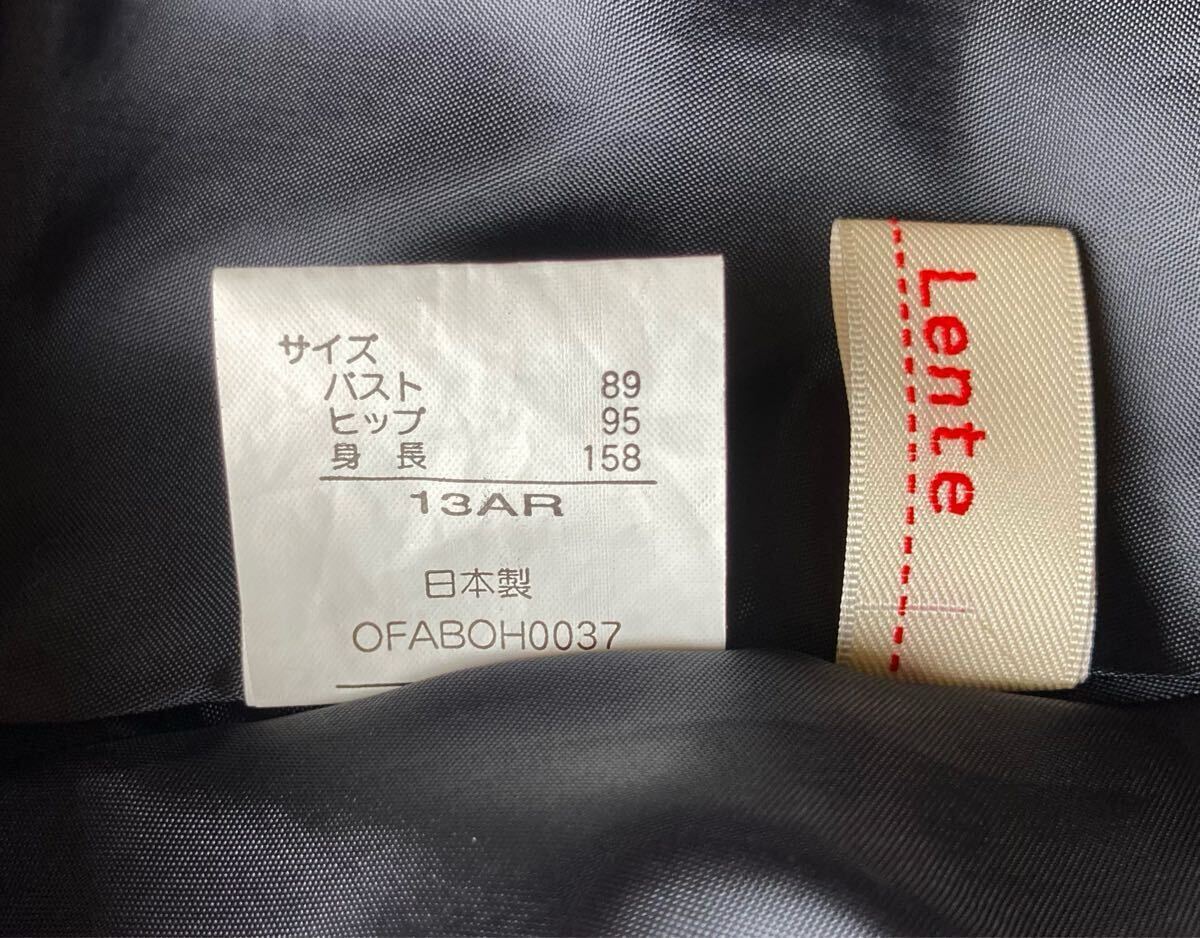 サイズ
バスト 89
ヒップ 95
身長 158
13AR
日本製
OFABOH0037
Lente